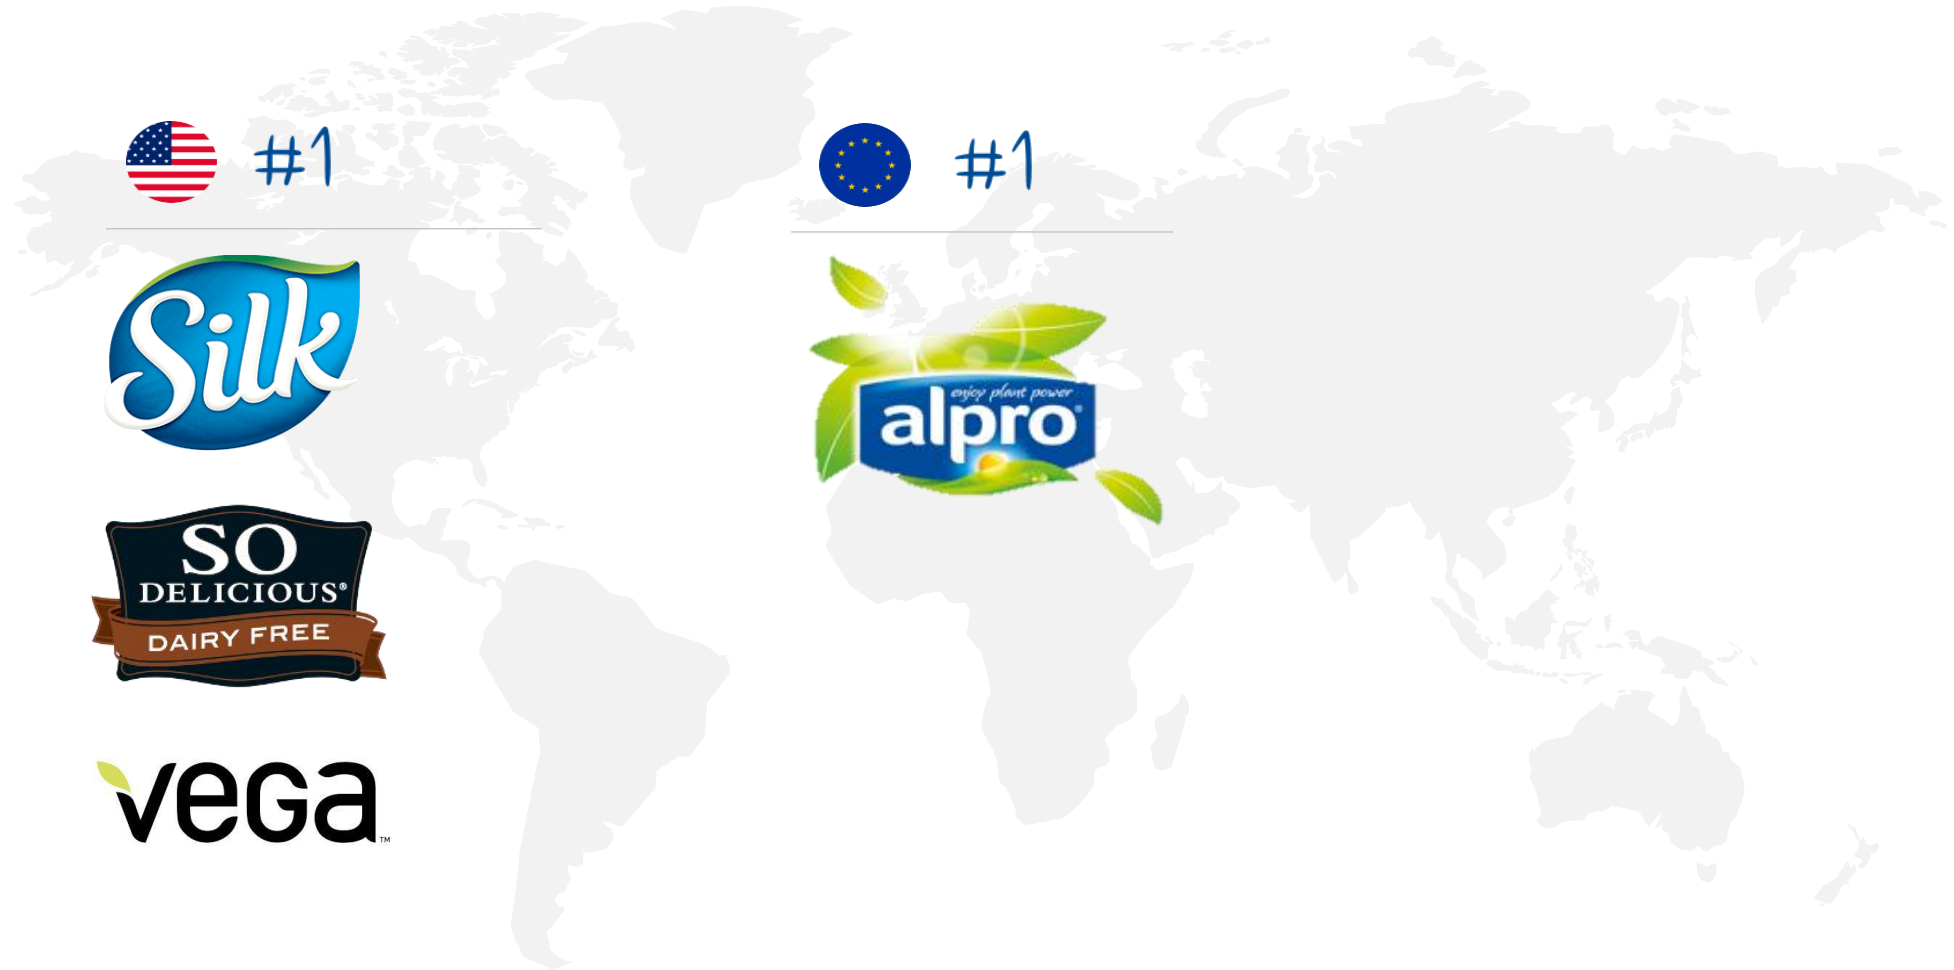 #1
Silk
SO
DELICIOUS®
DAIRY FREE
vega™
#1
enjoy plant power
alpro®